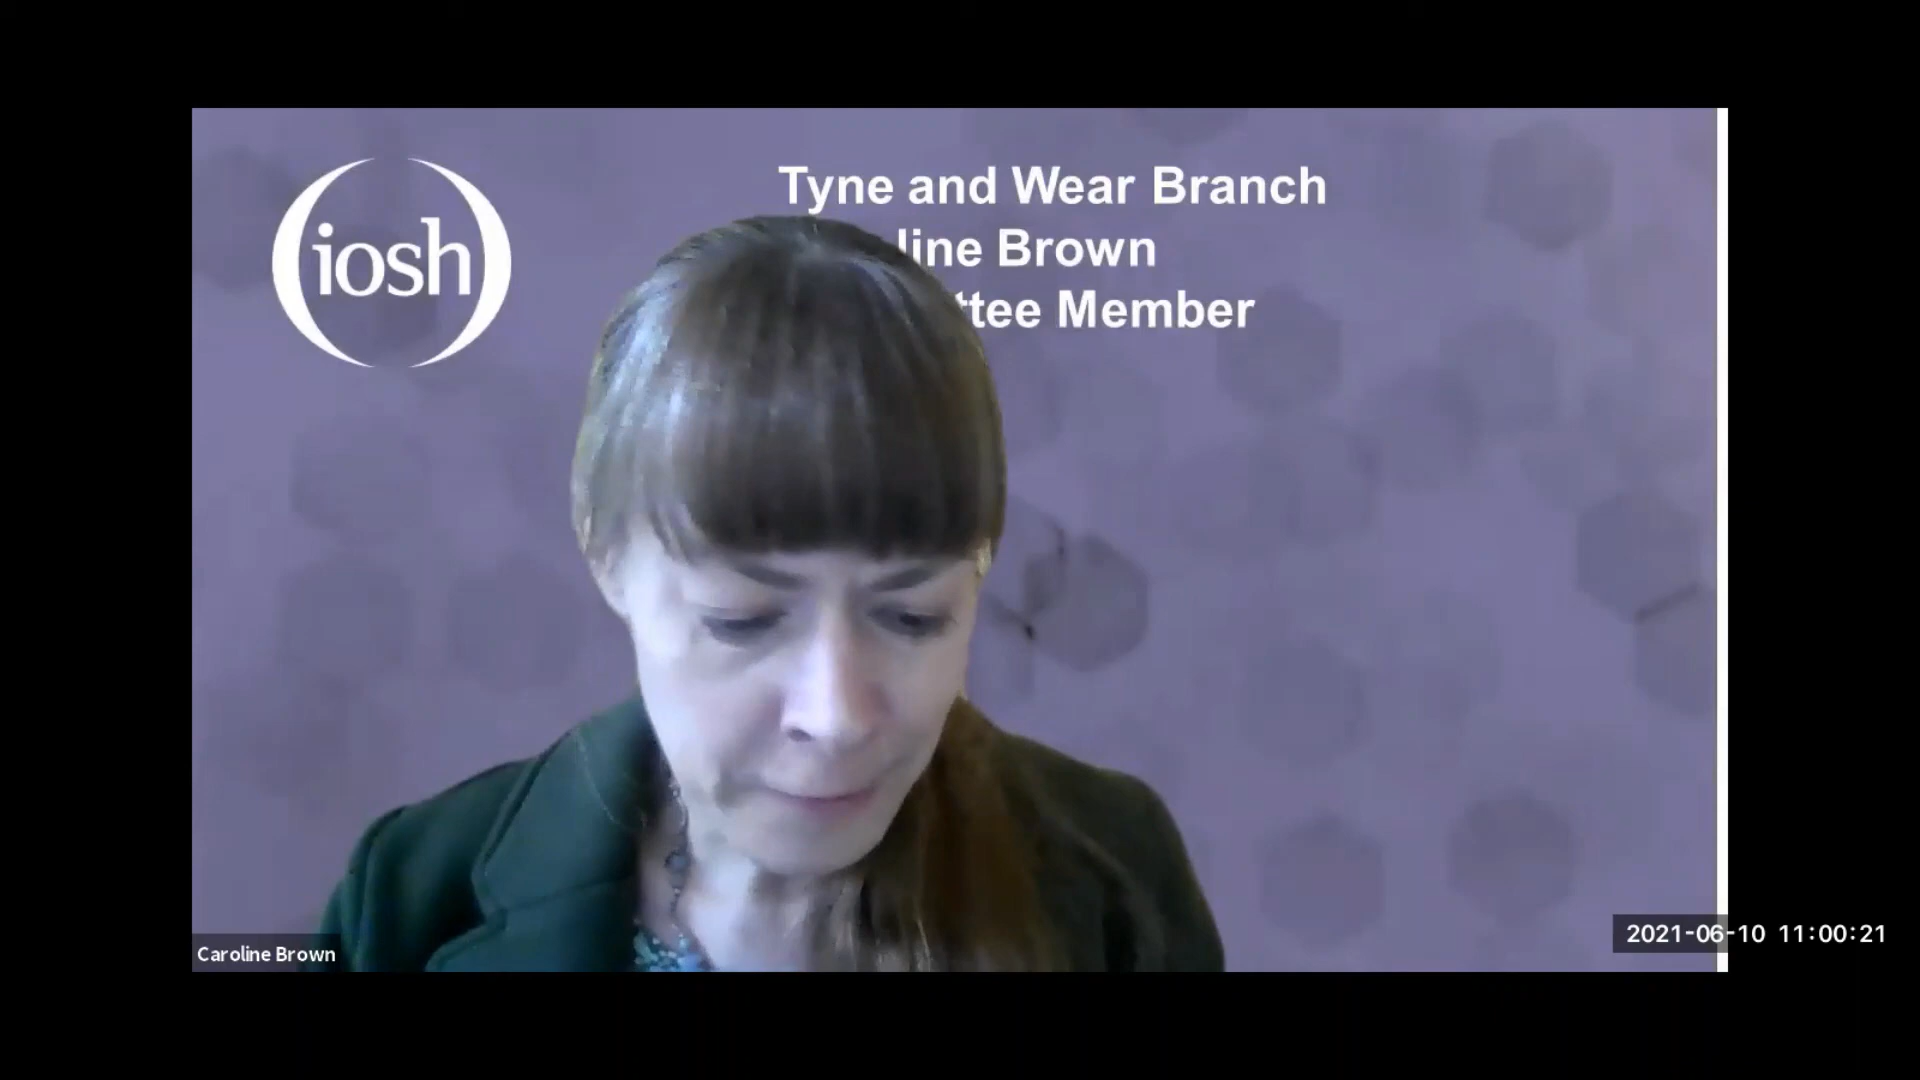 iosh
Tyne and Wear Branch
line Brown
ttee Member
Caroline Brown
2021-06-10 11:00:21